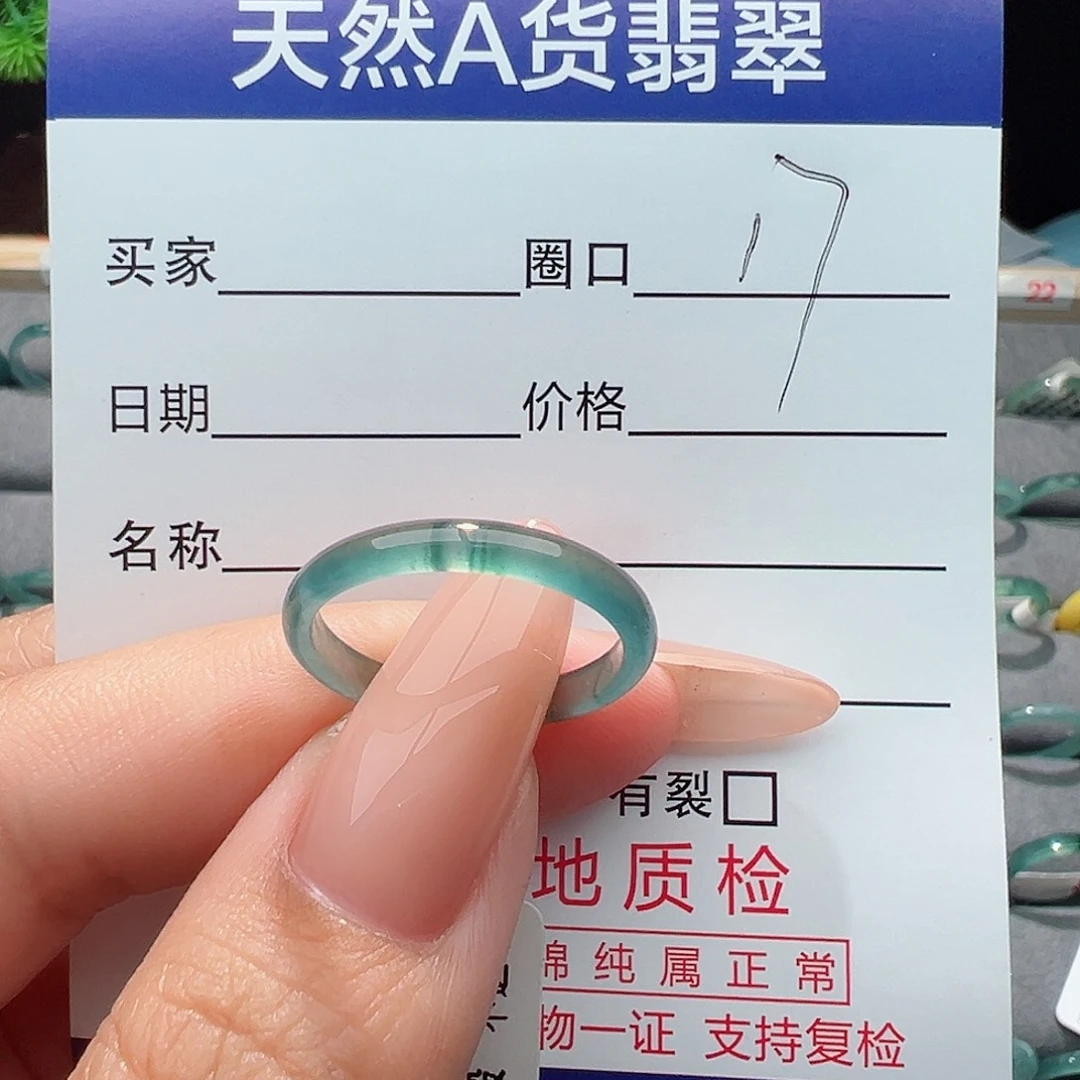 天然A货翡翠
买家 圈口 17
日期 价格
名称
有裂□
地质检
棉纯属正常
物一证 支持复检
22